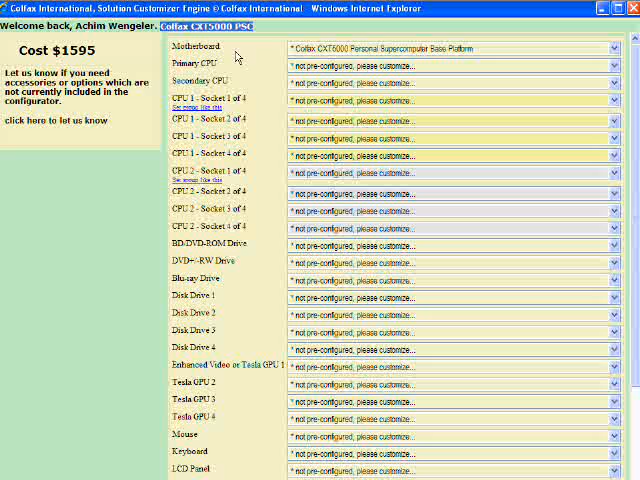 Colfax International, Solution Customizer Engine © Colfax International - Windows Internet Explorer
Welcome back, Achim Wengeler. Colfax CXT5000 PSC
Cost $1595
Let us know if you need
accessories or options which are
not currently included in the
configurator.
click here to let us know
Motherboard * Colfax CXT5000 Personal Supercomputer Base Platform
Primary CPU * not pre-configured, please customize...
Secondary CPU * not pre-configured, please customize...
CPU 1 - Socket 1 of 4 * not pre-configured, please customize...
Set group like this
CPU 1 - Socket 2 of 4 * not pre-configured, please customize...
CPU 1 - Socket 3 of 4 * not pre-configured, please customize...
CPU 1 - Socket 4 of 4 * not pre-configured, please customize...
CPU 2 - Socket 1 of 4 * not pre-configured, please customize...
Set group like this
CPU 2 - Socket 2 of 4 * not pre-configured, please customize...
CPU 2 - Socket 3 of 4 * not pre-configured, please customize...
CPU 2 - Socket 4 of 4 * not pre-configured, please customize...
BD/DVD-ROM Drive * not pre-configured, please customize...
DVD+/-RW Drive * not pre-configured, please customize...
Blu-ray Drive * not pre-configured, please customize...
Disk Drive 1 * not pre-configured, please customize...
Disk Drive 2 * not pre-configured, please customize...
Disk Drive 3 * not pre-configured, please customize...
Disk Drive 4 * not pre-configured, please customize...
Enhanced Video or Tesla GPU 1 * not pre-configured, please customize...
Tesla GPU 2 * not pre-configured, please customize...
Tesla GPU 3 * not pre-configured, please customize...
Tesla GPU 4 * not pre-configured, please customize...
Mouse * not pre-configured, please customize...
Keyboard * not pre-configured, please customize...
LCD Panel * not pre-configured, please customize...